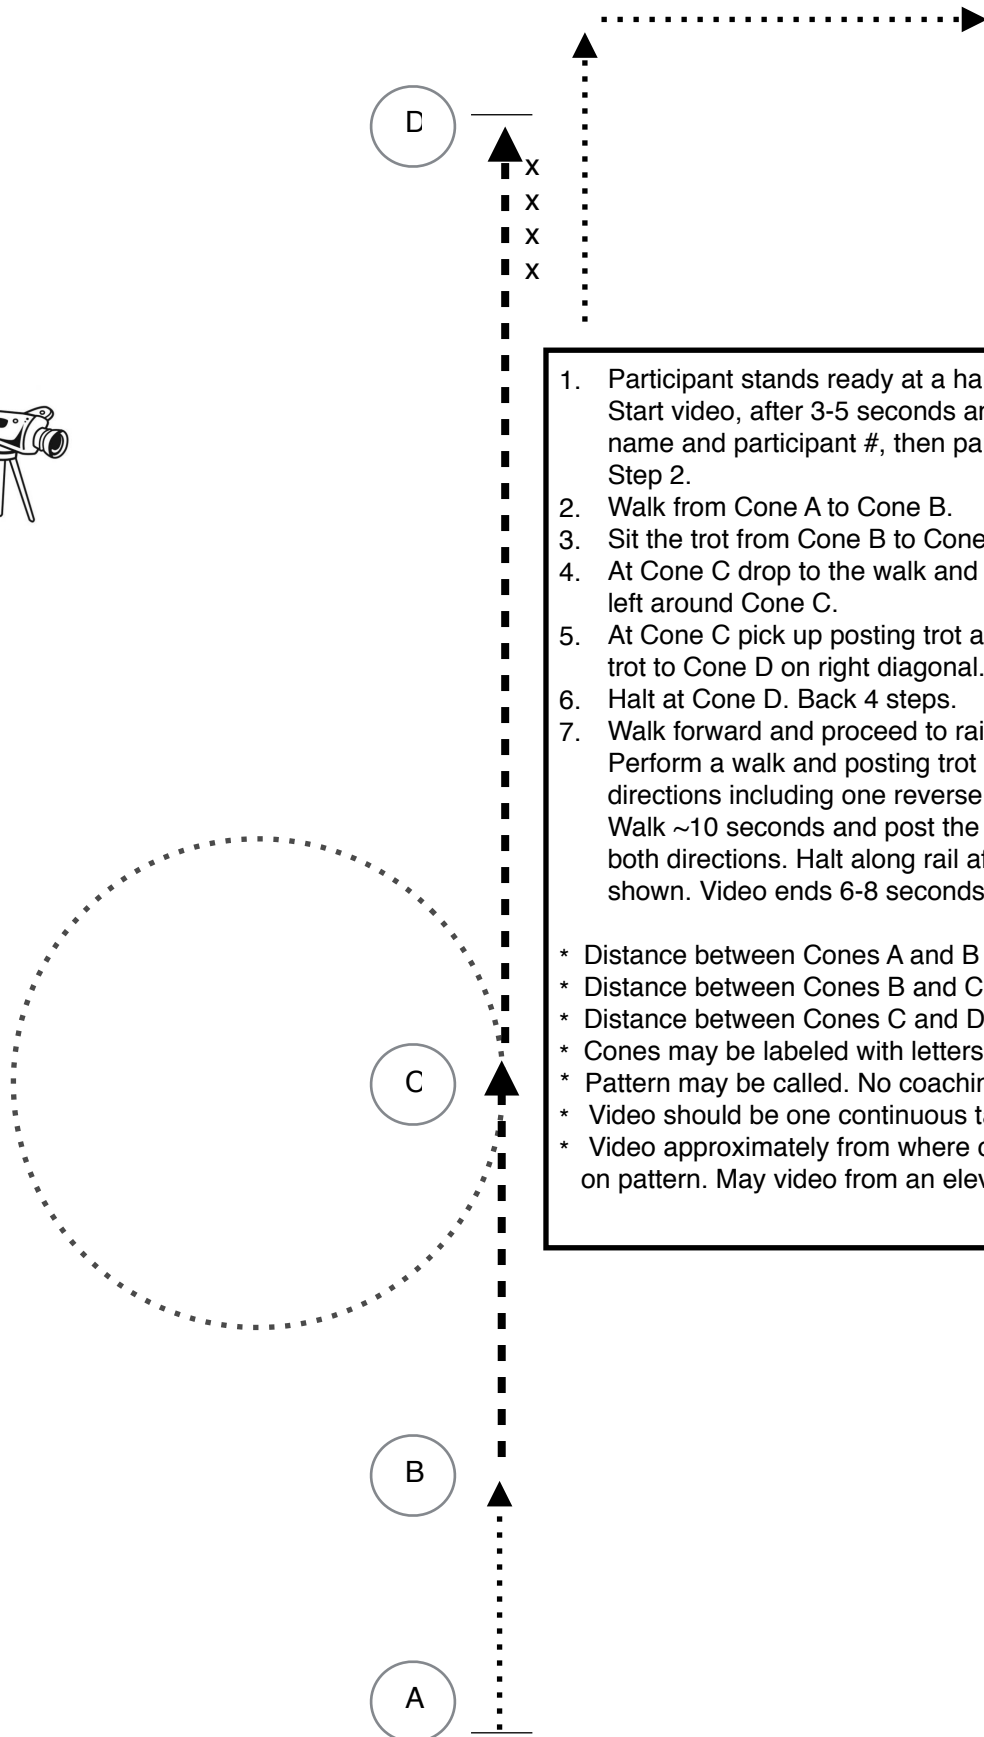 D
x
x
x
x
1. Participant stands ready at a ha
Start video, after 3-5 seconds a
name and participant #, then pa
Step 2.
2. Walk from Cone A to Cone B.
3. Sit the trot from Cone B to Cone
4. At Cone C drop to the walk and
left around Cone C.
5. At Cone C pick up posting trot a
trot to Cone D on right diagonal.
6. Halt at Cone D. Back 4 steps.
7. Walk forward and proceed to rai
Perform a walk and posting trot
directions including one reverse
Walk ~10 seconds and post the
both directions. Halt along rail a
shown. Video ends 6-8 seconds
* Distance between Cones A and B
* Distance between Cones B and C
* Distance between Cones C and D
* Cones may be labeled with letters
* Pattern may be called. No coachin
* Video should be one continuous t
* Video approximately from where
on pattern. May video from an elev
C
B
A